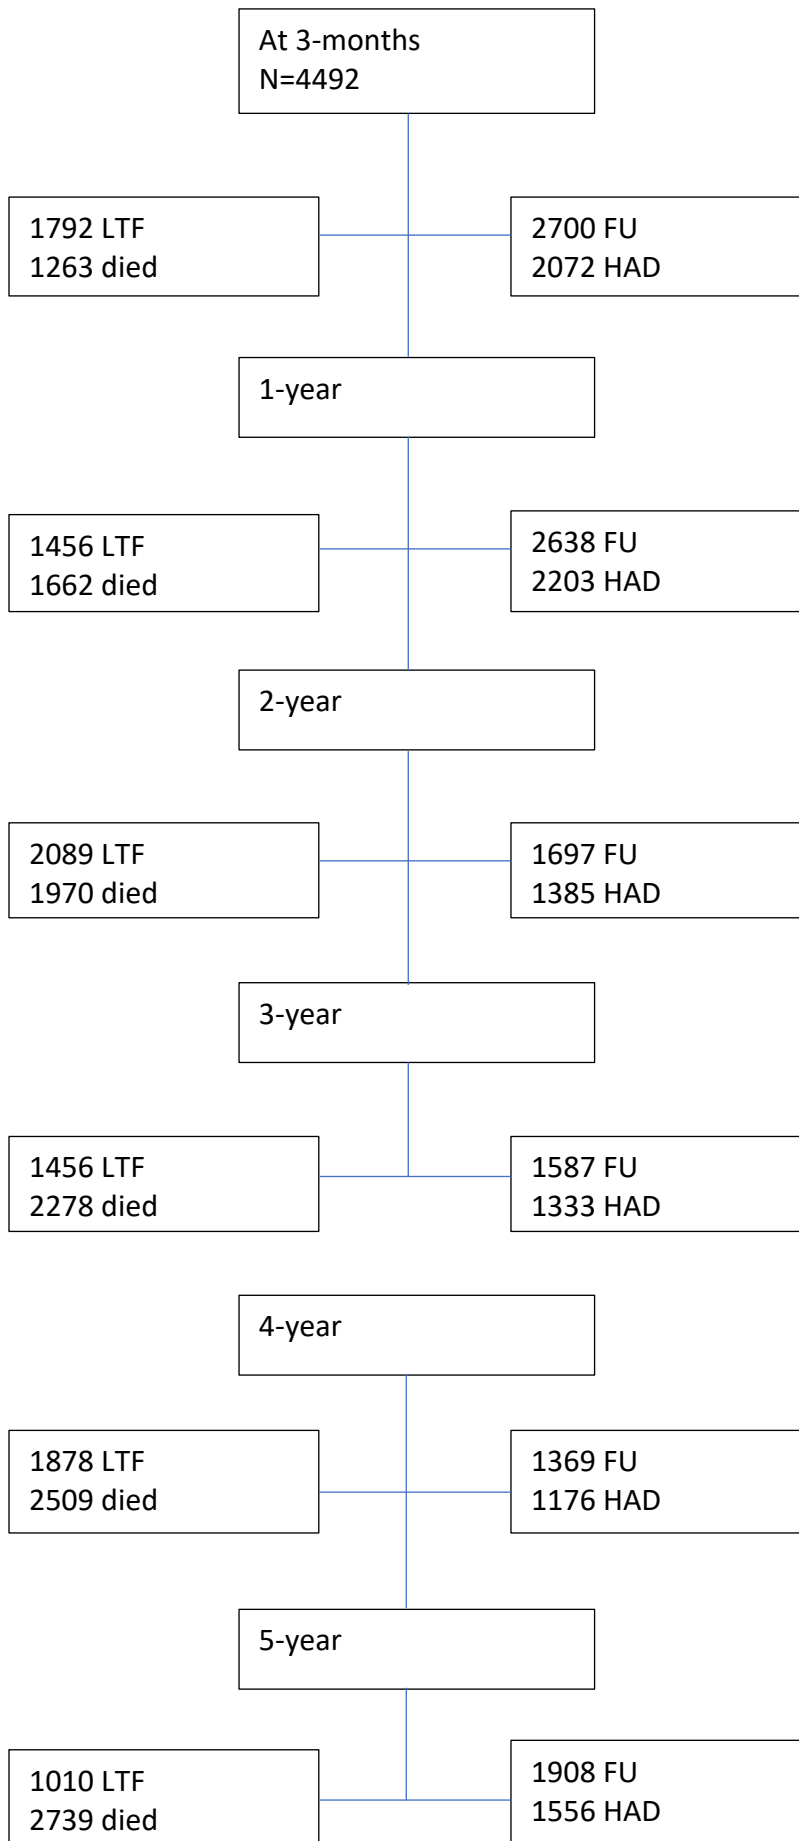 At 3-months
N=4492
1792 LTF
1263 died
2700 FU
2072 HAD
1-year
1456 LTF
1662 died
2638 FU
2203 HAD
2-year
2089 LTF
1970 died
1697 FU
1385 HAD
3-year
1456 LTF
2278 died
1587 FU
1333 HAD
4-year
1878 LTF
2509 died
1369 FU
1176 HAD
5-year
1010 LTF
2739 died
1908 FU
1556 HAD